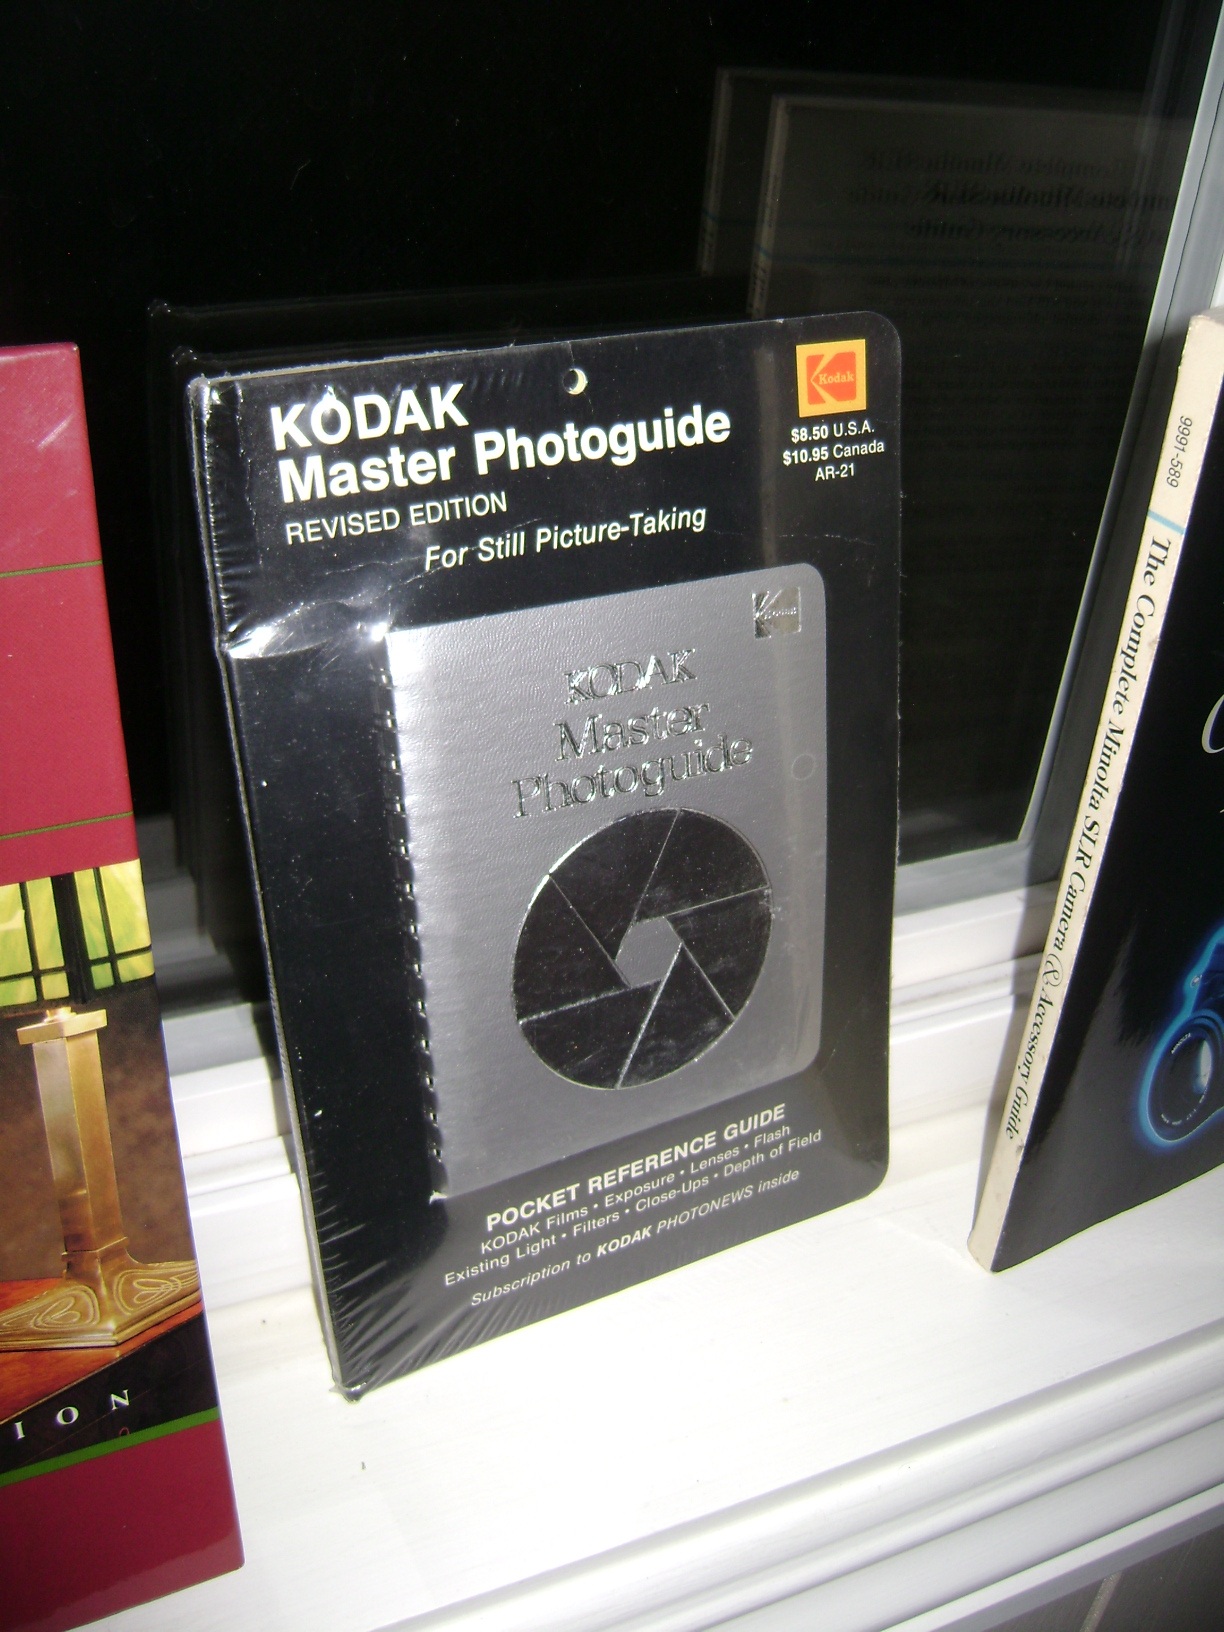 KODAK
Master Photoguide
REVISED EDITION
For Still Picture-Taking
Kodak
$8.50 U.S.A.
$10.95 Canada
AR-21
Kodak
KODAK
Master
Photoguide
POCKET REFERENCE GUIDE
KODAK Films • Exposure • Lenses • Flash
Existing Light • Filters • Close-Ups • Depth of Field
Subscription to KODAK PHOTONEWS inside
ION
9991-589
The Complete Minolta SLR Camera & Accessory Guide